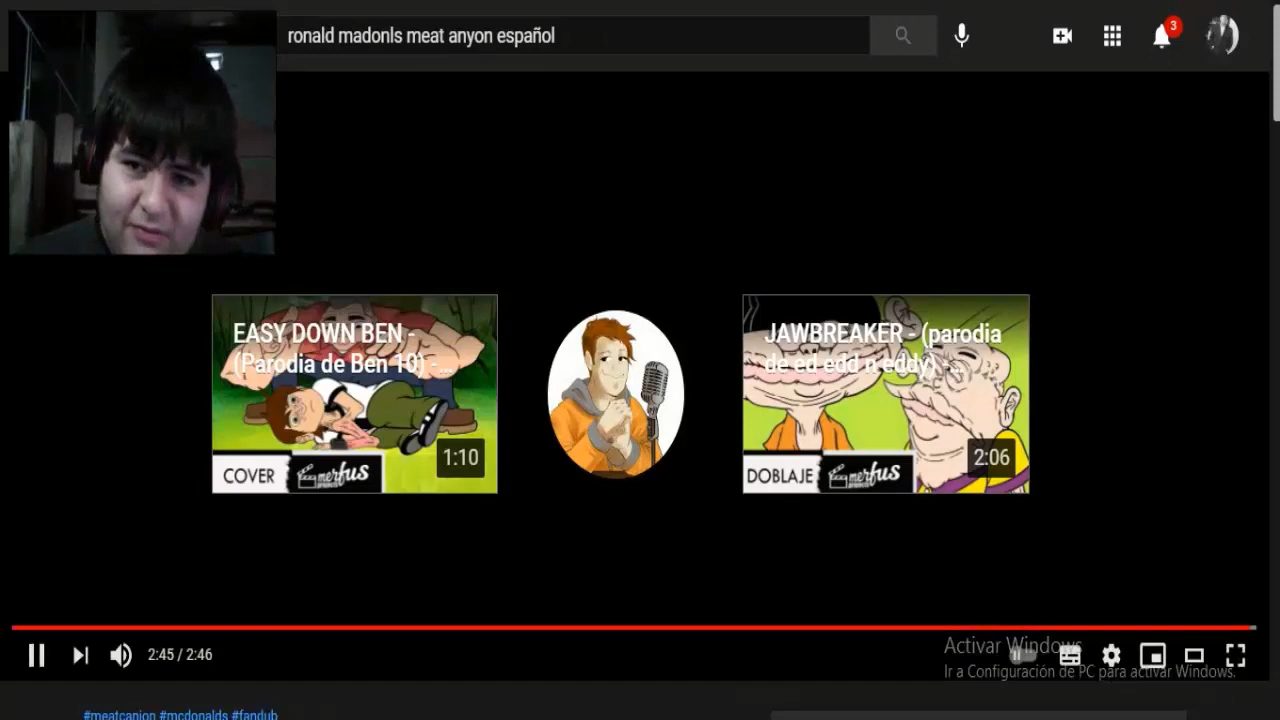 ronald madonls meat anyon español
3
EASY DOWN BEN -
(Parodia de Ben 10) -...
1:10
COVER
merfus
JAWBREAKER - (parodia
de ed edd n eddy) -...
2:06
DOBLAJE
merfus
2:45 / 2:46
Activar Windows
Ir a Configuración de PC para activar Windows.
#meatcanion #mcdonalds #fandub